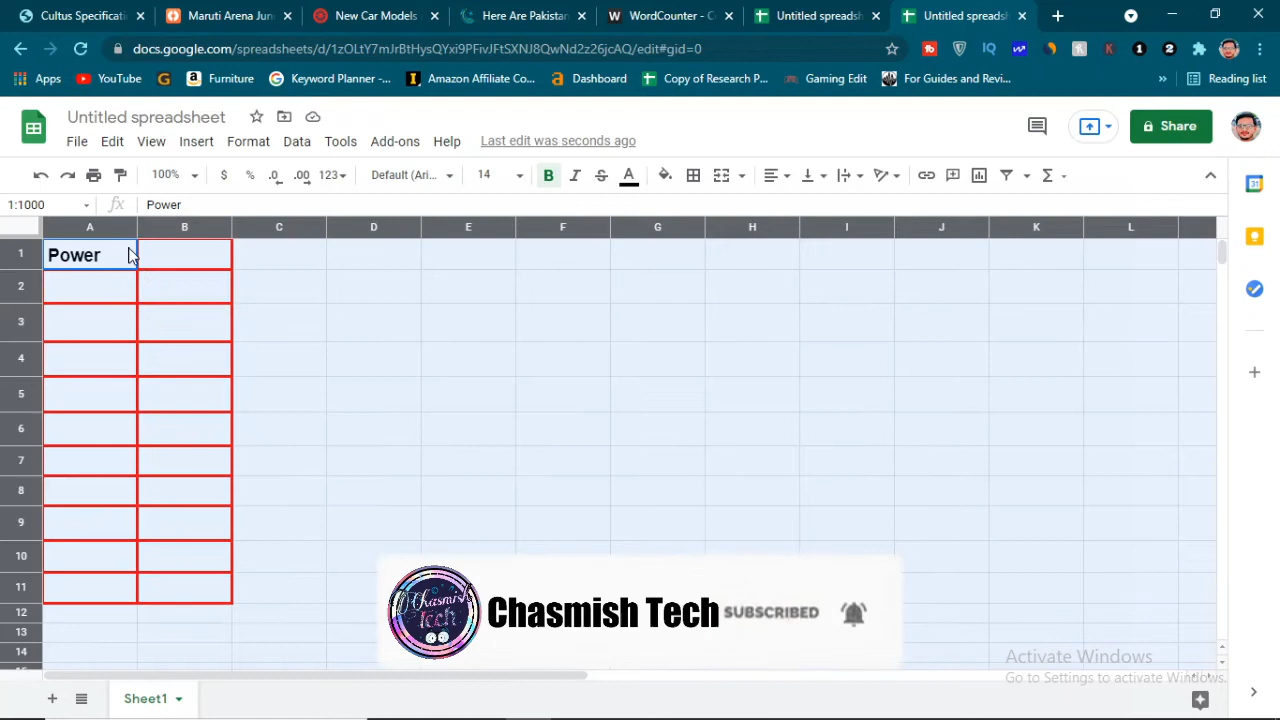 Cultus Specificati
Maruti Arena Jun
New Car Models
Here Are Pakistan
WordCounter - C
Untitled spreadsh
Untitled spreadsh
docs.google.com/spreadsheets/d/1zOLtY7mJrBtHysQYxi9PFivJFtSXNJ8QwNd2z26jcAQ/edit#gid=0
Apps
YouTube
Furniture
Keyword Planner -...
Amazon Affiliate Co...
Dashboard
Copy of Research P...
Gaming Edit
For Guides and Revi...
»
Reading list
Untitled spreadsheet
File Edit View Insert Format Data Tools Add-ons Help Last edit was seconds ago
Share
100% $ % .0 .00 123 Default (Ari... 14 B I S A Σ
1:1000 fx Power
A B C D E F G H I J K L
1 Power
2
3
4
5
6
7
8
9
10
11
12
13
14
Chasmish Tech
Chasmish Tech SUBSCRIBED
Activate Windows
Go to Settings to activate Windows.
+ Sheet1